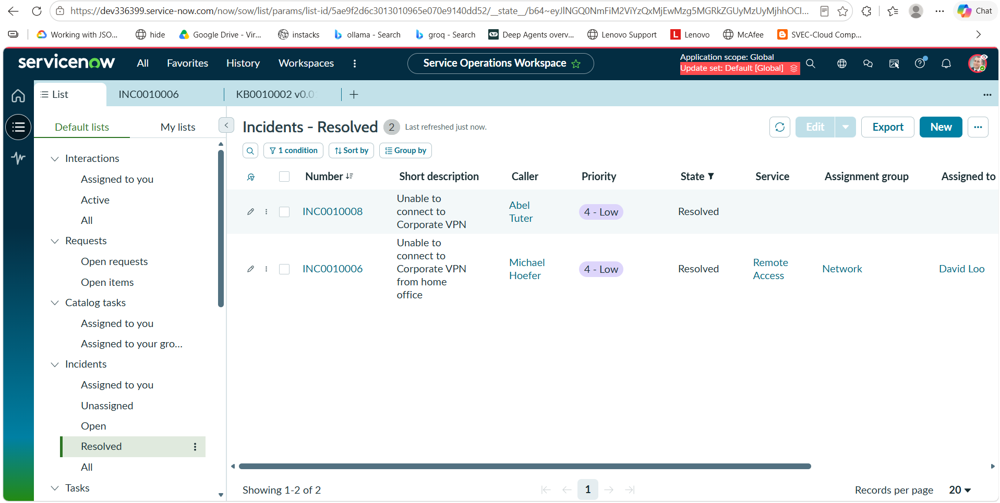 https://dev336399.service-now.com/now/sow/list/params/list-id/5ae9f2d6c3013010965e070e9140dd52/__state__/b64~eyJlNGQ0NmFiM2ViYzQxMjEwMzg5MGRkZGUyMzUyMjhhOCI...
Chat
Working with JSO... hide Google Drive - Vir... instacks ollama - Search groq - Search Deep Agents overv... Lenovo Support Lenovo McAfee SVEC-Cloud Comp...
servicenow All Favorites History Workspaces Service Operations Workspace
Application scope: Global
Update set: Default [Global]
List INC0010006 KB0010002 v0.0
Default lists My lists
Interactions
Assigned to you
Active
All
Requests
Open requests
Open items
Catalog tasks
Assigned to you
Assigned to your gro...
Incidents
Assigned to you
Unassigned
Open
Resolved
All
Tasks
Incidents - Resolved 2 Last refreshed just now.
Edit Export New
1 condition Sort by Group by
Number Short description Caller Priority State Service Assignment group Assigned to
INC0010008
Unable to
connect to
Corporate VPN
Abel
Tuter
4 - Low
Resolved
INC0010006
Unable to
connect to
Corporate VPN
from home
office
Michael
Hoefer
4 - Low
Resolved
Remote
Access
Network
David Loo
Showing 1-2 of 2
1
Records per page 20